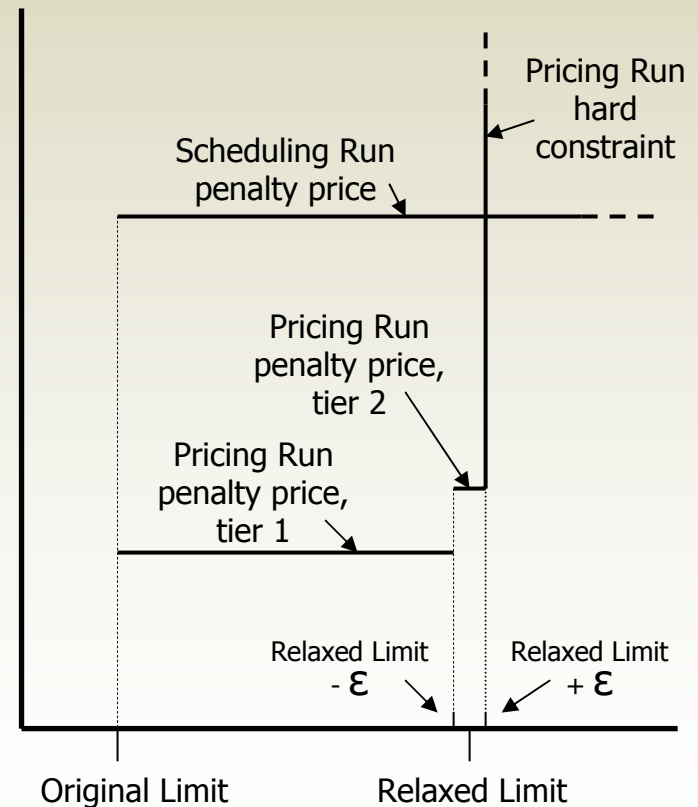 Pricing Run
hard
constraint
Scheduling Run
penalty price
Pricing Run
penalty price,
tier 2
Pricing Run
penalty price,
tier 1
Relaxed Limit
- ε
Relaxed Limit
+ ε
Original Limit
Relaxed Limit